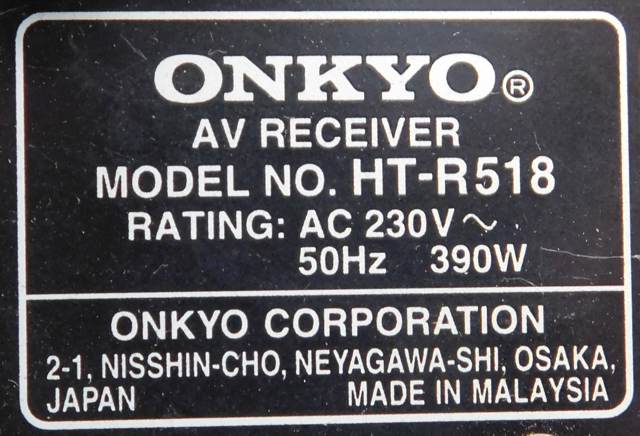 ONKYO®
AV RECEIVER
MODEL NO. HT-R518
RATING: AC 230V ~
50Hz 390W
ONKYO CORPORATION
2-1, NISSHIN-CHO, NEYAGAWA-SHI, OSAKA,
JAPAN MADE IN MALAYSIA